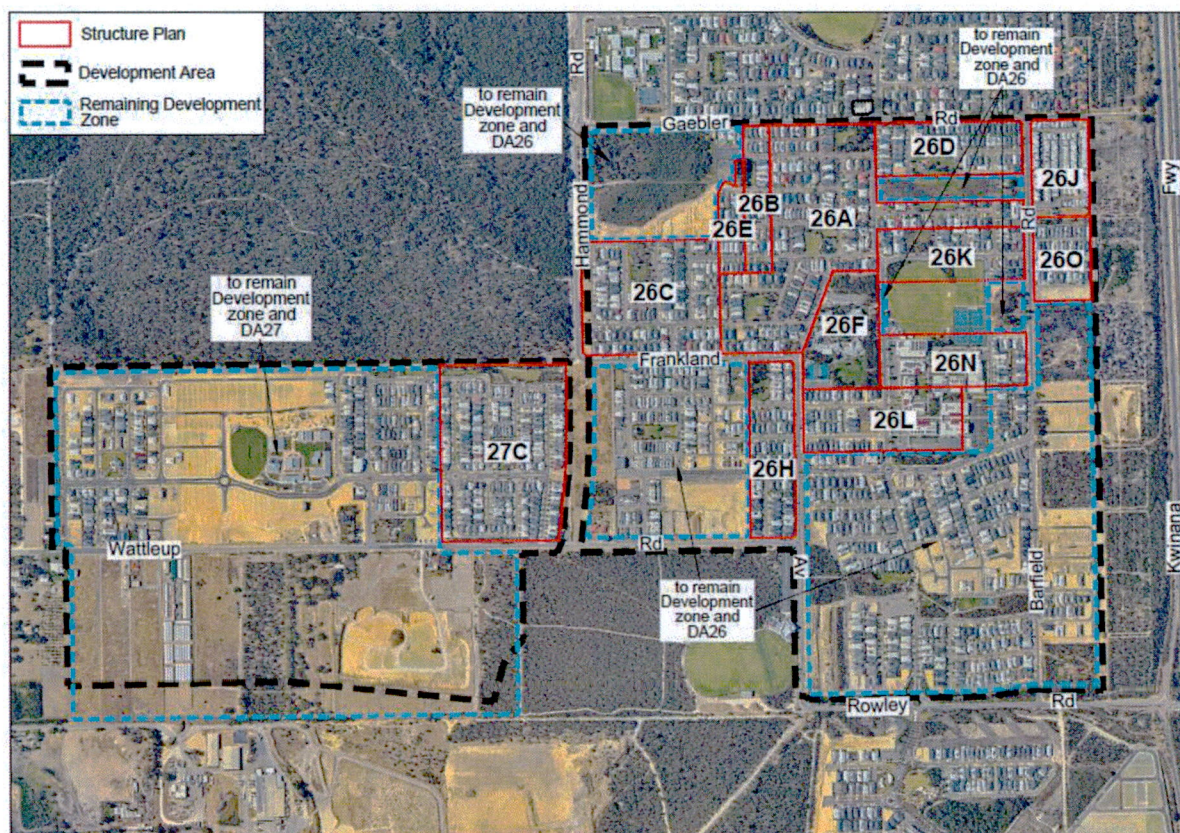 Structure Plan
Development Area
Remaining Development
Zone
to remain
Development
zone and
DA26
to remain
Development
zone and
DA26
Rd
Gaebler
Rd
26D
26J
Fwy
26B
26A
26E
Hammond
Rd
26K
26O
26C
to remain
Development
zone and
DA27
26F
Frankland
26N
26L
27C
26H
Wattleup
Rd
Av
to remain
Development
zone and
DA26
Barfield
Kwinana
Rowley
Rd